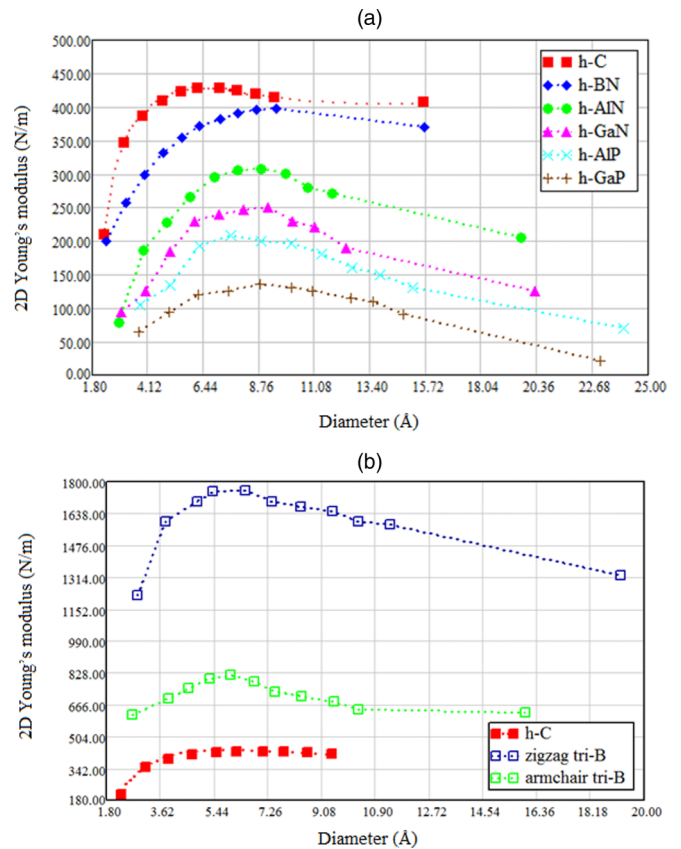 (a)
500.00
450.00
400.00
350.00
300.00
250.00
200.00
150.00
100.00
50.00
0.00
2D Young's modulus (N/m)
h-C
h-BN
h-AlN
h-GaN
h-AlP
h-GaP
1.80 4.12 6.44 8.76 11.08 13.40 15.72 18.04 20.36 22.68 25.00
Diameter (Å)
(b)
1800.00
1638.00
1476.00
1314.00
1152.00
990.00
828.00
666.00
504.00
342.00
180.00
2D Young's modulus (N/m)
h-C
zigzag tri-B
armchair tri-B
1.80 3.62 5.44 7.26 9.08 10.90 12.72 14.54 16.36 18.18 20.00
Diameter (Å)